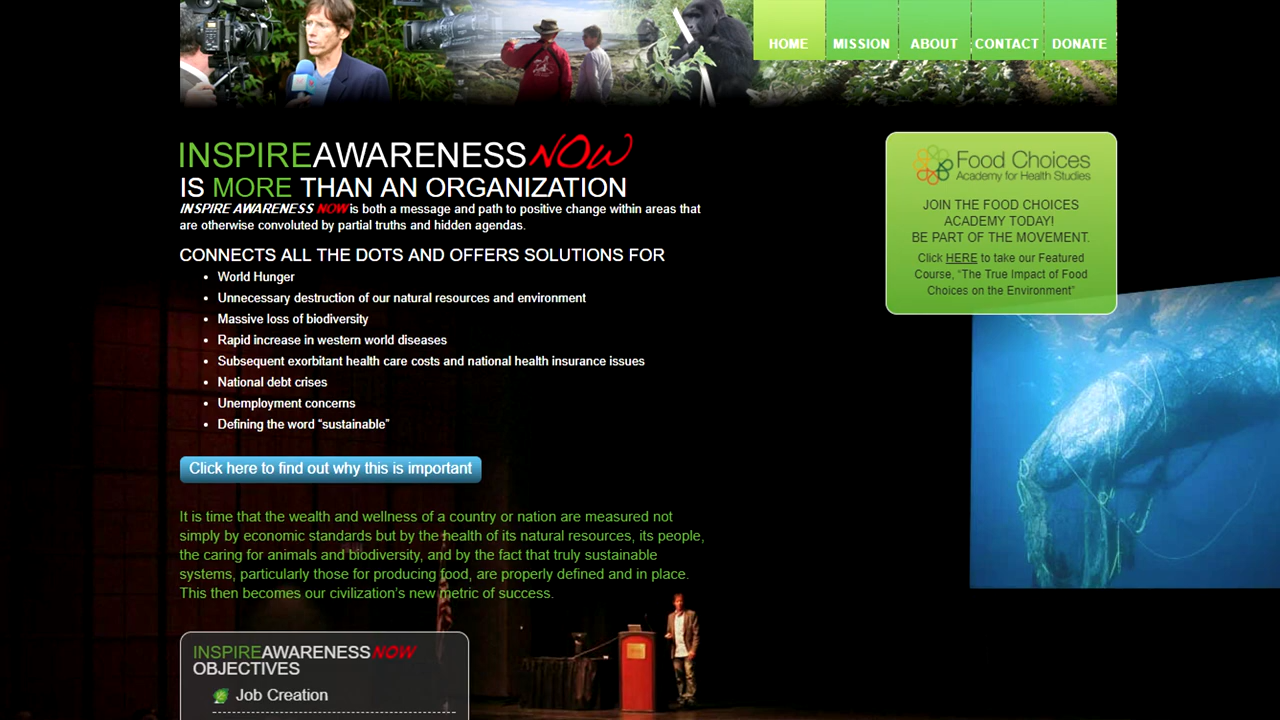 HOME MISSION ABOUT CONTACT DONATE
INSPIREAWARENESSNOW
IS MORE THAN AN ORGANIZATION
INSPIRE AWARENESS NOW is both a message and path to positive change within areas that
are otherwise convoluted by partial truths and hidden agendas.
CONNECTS ALL THE DOTS AND OFFERS SOLUTIONS FOR
• World Hunger
• Unnecessary destruction of our natural resources and environment
• Massive loss of biodiversity
• Rapid increase in western world diseases
• Subsequent exorbitant health care costs and national health insurance issues
• National debt crises
• Unemployment concerns
• Defining the word “sustainable”
Click here to find out why this is important
It is time that the wealth and wellness of a country or nation are measured not
simply by economic standards but by the health of its natural resources, its people,
the caring for animals and biodiversity, and by the fact that truly sustainable
systems, particularly those for producing food, are properly defined and in place.
This then becomes our civilization’s new metric of success.
INSPIREAWARENESSNOW
OBJECTIVES
Job Creation
Food Choices
Academy for Health Studies
JOIN THE FOOD CHOICES
ACADEMY TODAY!
BE PART OF THE MOVEMENT.
Click HERE to take our Featured
Course, “The True Impact of Food
Choices on the Environment”